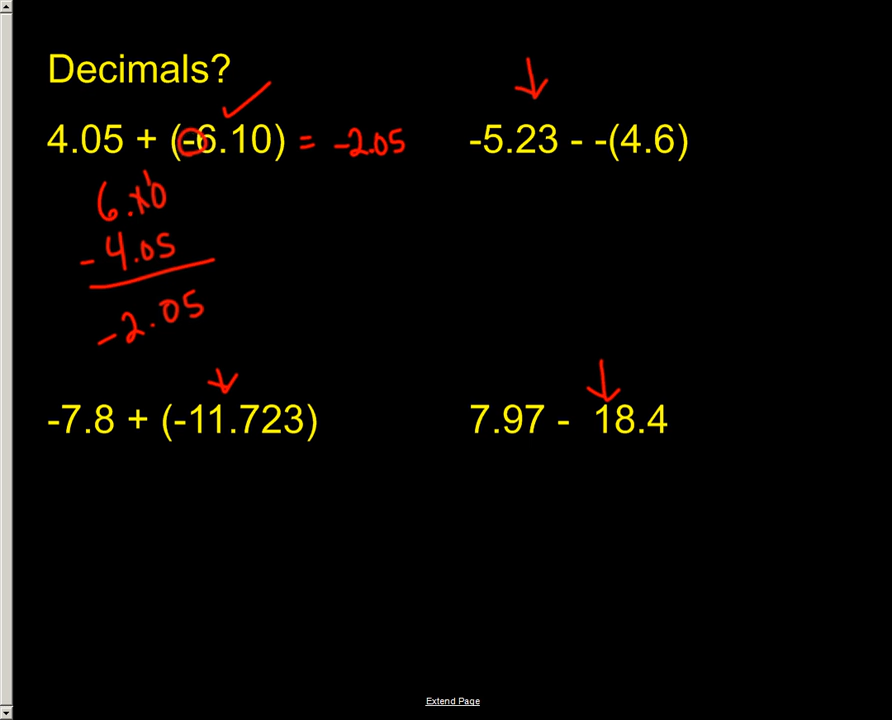 Decimals?
4.05 + (-6.10) = -2.05
6.10
- 4.05
-2.05
-5.23 - -(4.6)
-7.8 + (-11.723)
7.97 - 18.4
Extend Page